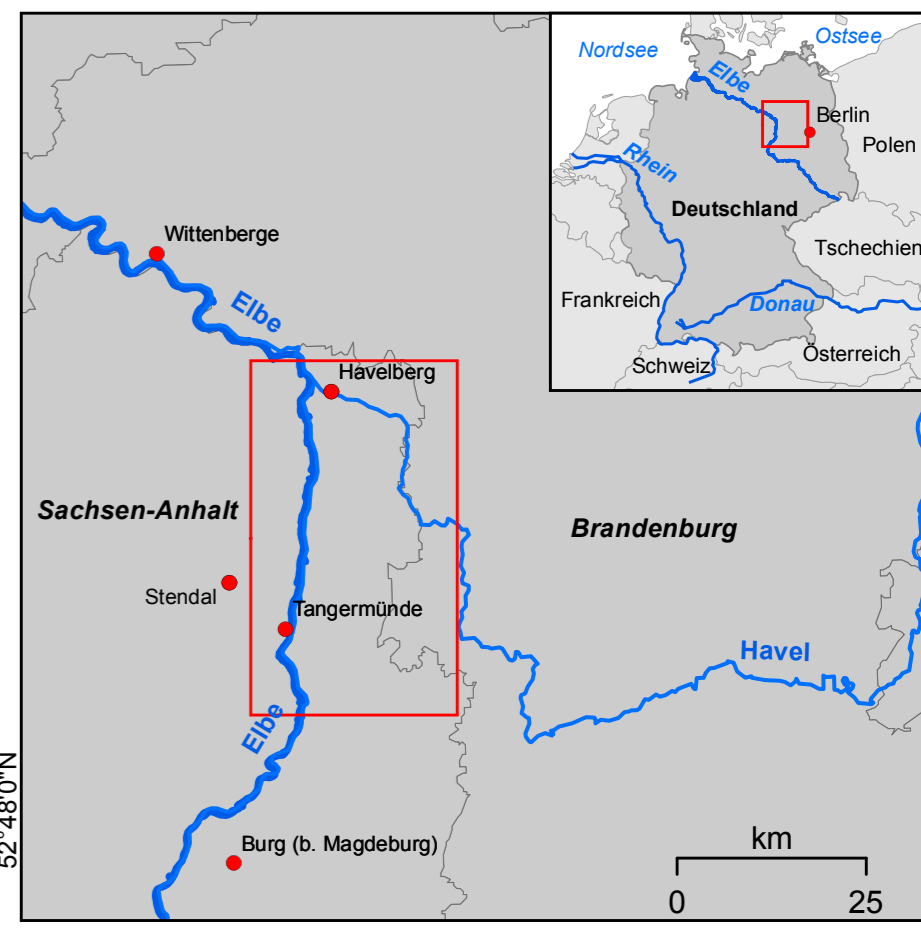 Nordsee
Ostsee
Elbe
Berlin
Polen
Rhein
Deutschland
Tschechien
Frankreich
Donau
Schweiz
Österreich
Wittenberge
Elbe
Havelberg
Sachsen-Anhalt
Brandenburg
Stendal
Tangermünde
Havel
Elbe
52°48'0"N
Burg (b. Magdeburg)
km
0 25